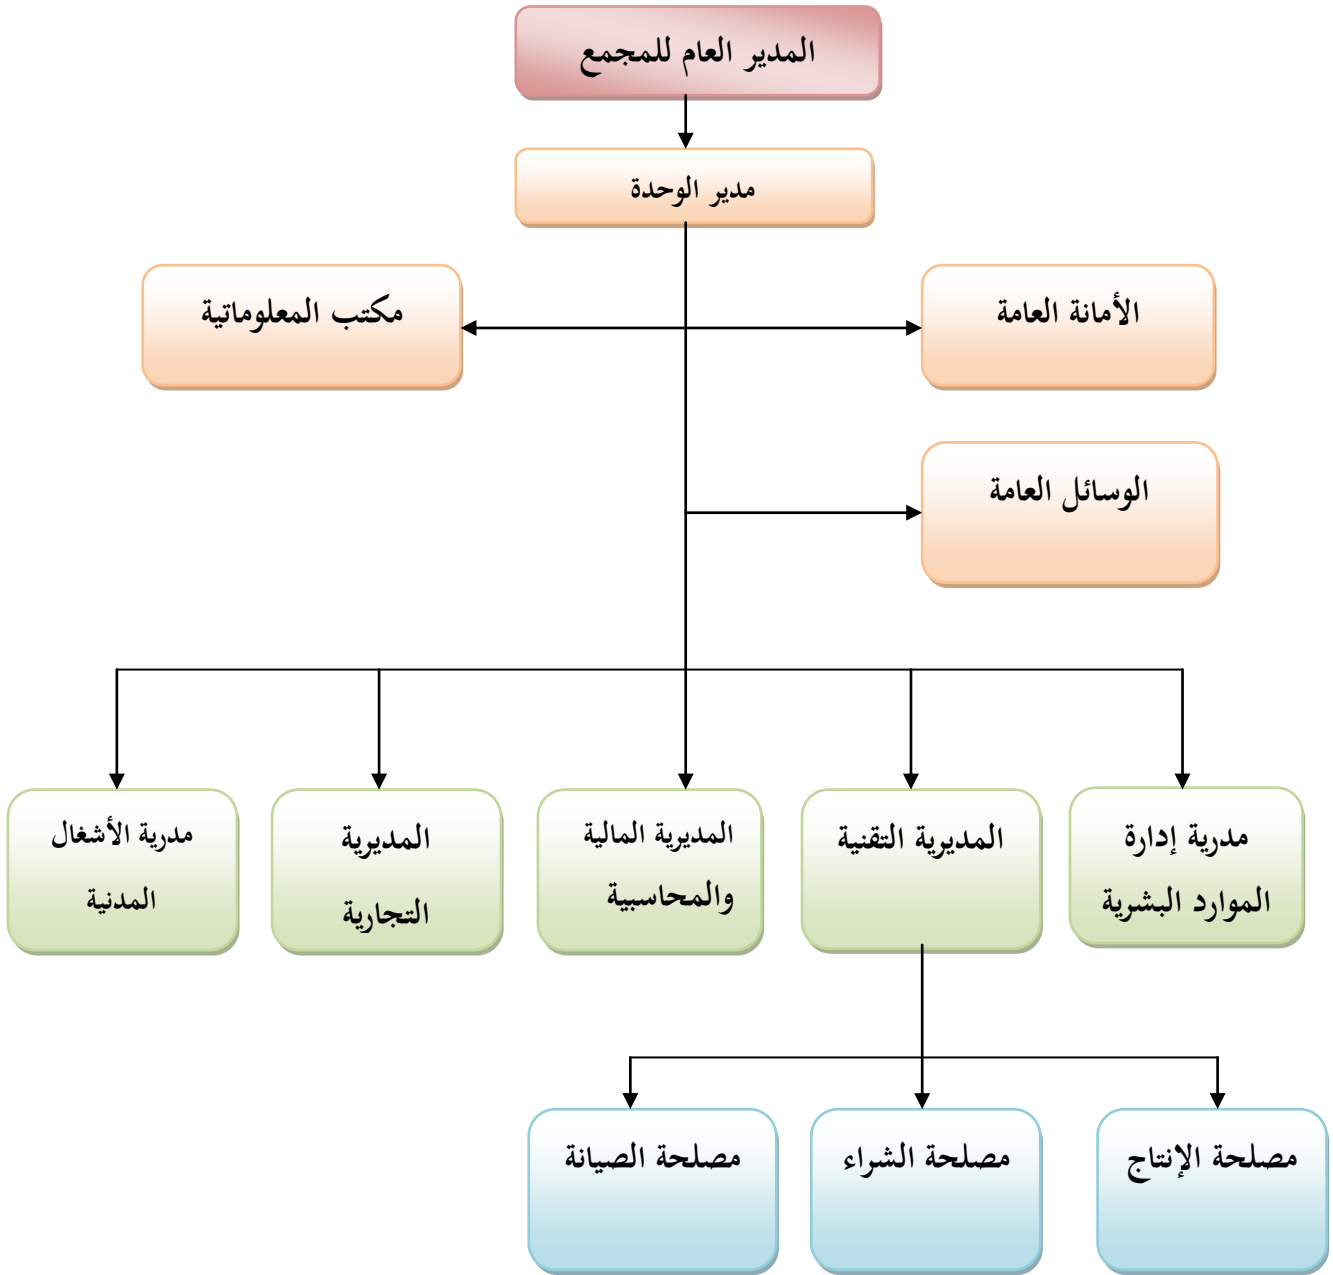 المدير العام للمجمع
مدير الوحدة
الأمانة العامة
مكتب المعلوماتية
الوسائل العامة
مدرية إدارة
الموارد البشرية
المديرية التقنية
المديرية المالية
والمحاسبية
المديرية
التجارية
مدرية الأشغال
المدنية
مصلحة الإنتاج
مصلحة الشراء
مصلحة الصيانة